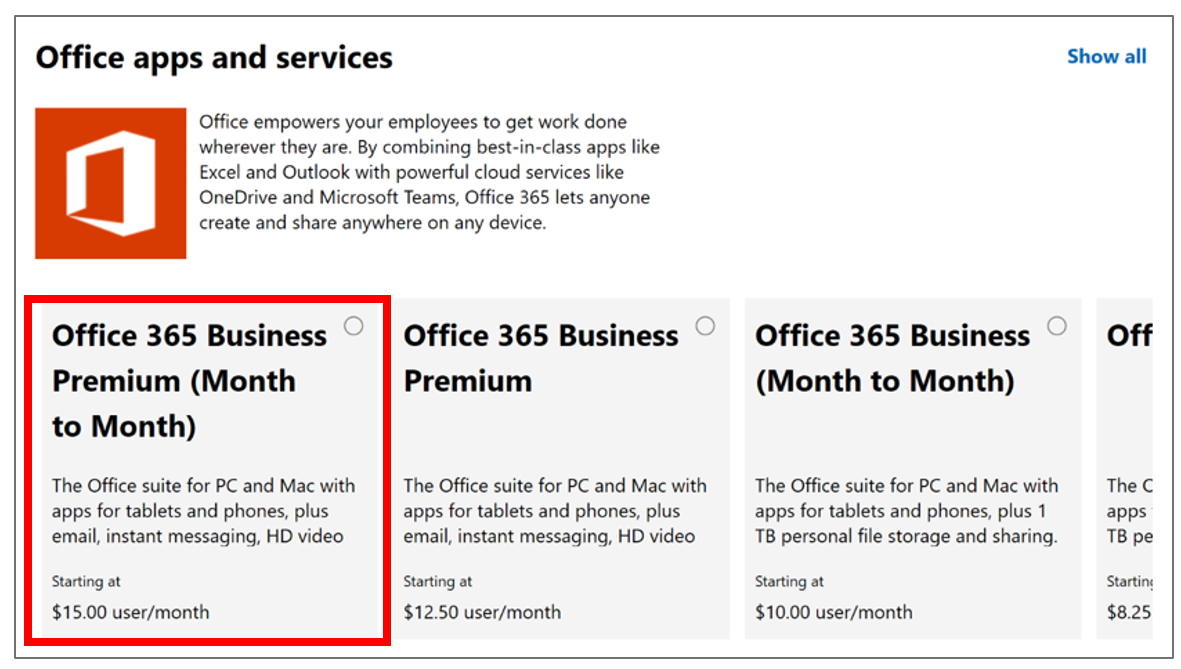 Office apps and services
Show all
Office empowers your employees to get work done
wherever they are. By combining best-in-class apps like
Excel and Outlook with powerful cloud services like
OneDrive and Microsoft Teams, Office 365 lets anyone
create and share anywhere on any device.
Office 365 Business
Premium (Month
to Month)
The Office suite for PC and Mac with
apps for tablets and phones, plus
email, instant messaging, HD video
Starting at
$15.00 user/month
Office 365 Business
Premium
The Office suite for PC and Mac with
apps for tablets and phones, plus
email, instant messaging, HD video
Starting at
$12.50 user/month
Office 365 Business
(Month to Month)
The Office suite for PC and Mac with
apps for tablets and phones, plus 1
TB personal file storage and sharing.
Starting at
$10.00 user/month
Off
The
apps
TB pe
Starting
$8.25